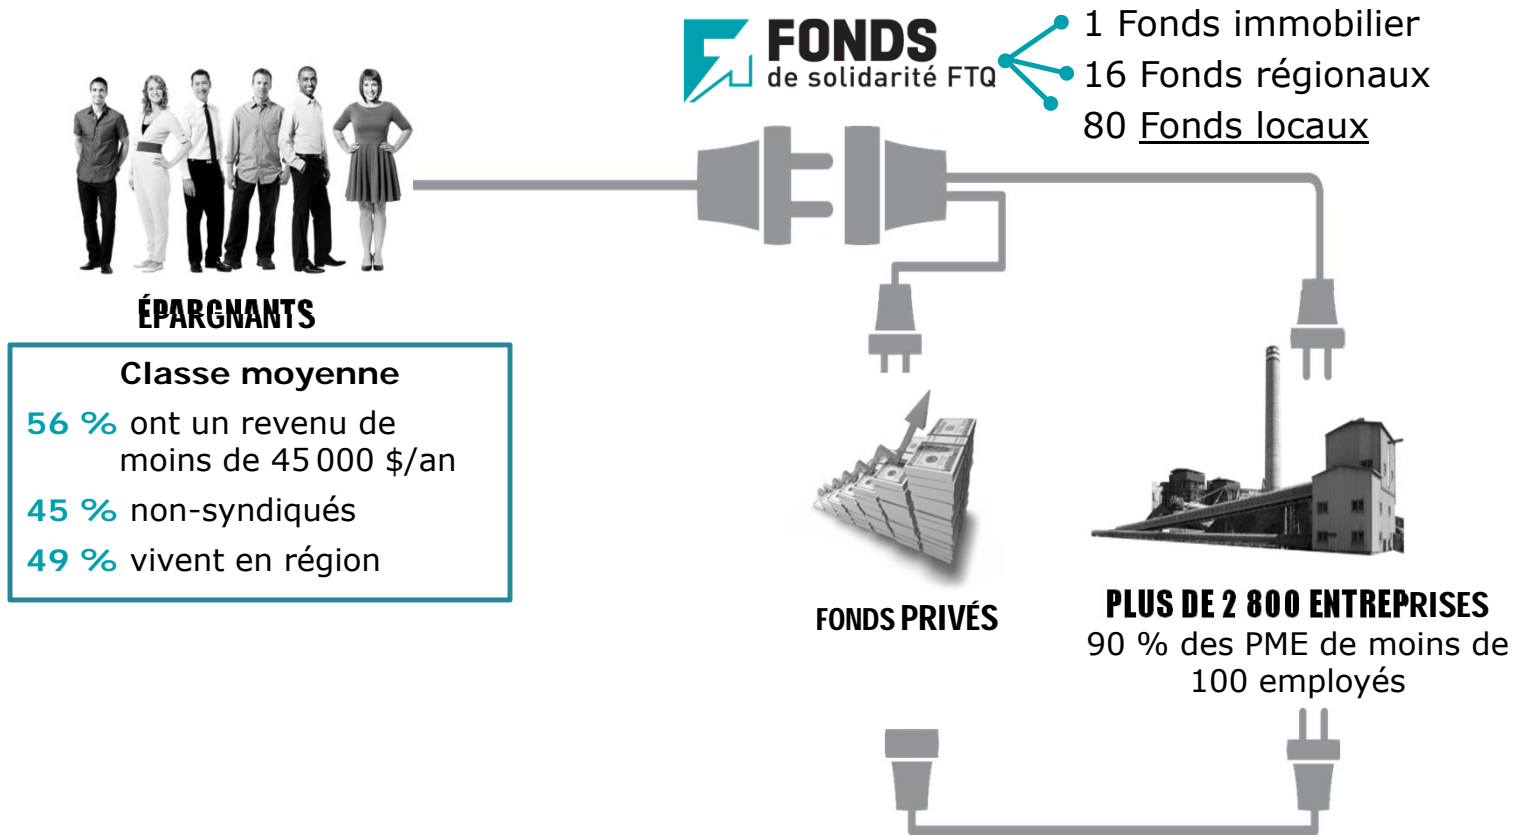 FONDS
de solidarité FTQ
1 Fonds immobilier
16 Fonds régionaux
80 Fonds locaux
ÉPARGNANTS
Classe moyenne
56 % ont un revenu de
moins de 45 000 $/an
45 % non-syndiqués
49 % vivent en région
FONDS PRIVÉS
PLUS DE 2 800 ENTREPRISES
90 % des PME de moins de
100 employés